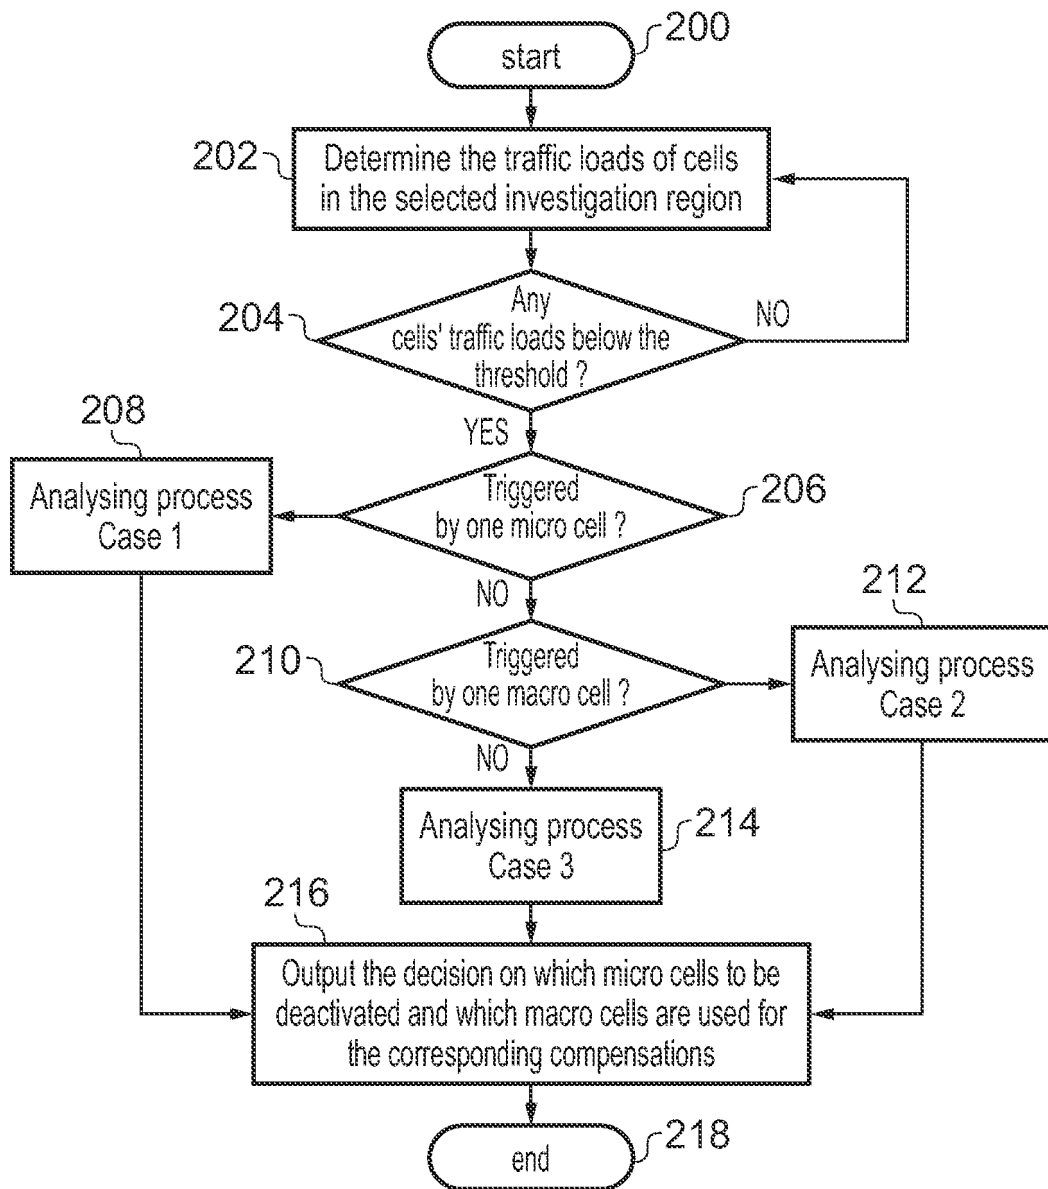 200
start
202
Determine the traffic loads of cells
in the selected investigation region
204
Any
cells' traffic loads below the
threshold ?
NO
YES
208
Analysing process
Case 1
Triggered
by one micro cell ?
206
NO
212
210
Triggered
by one macro cell ?
Analysing process
Case 2
NO
Analysing process
Case 3
214
216
Output the decision on which micro cells to be
deactivated and which macro cells are used for
the corresponding compensations
end
218